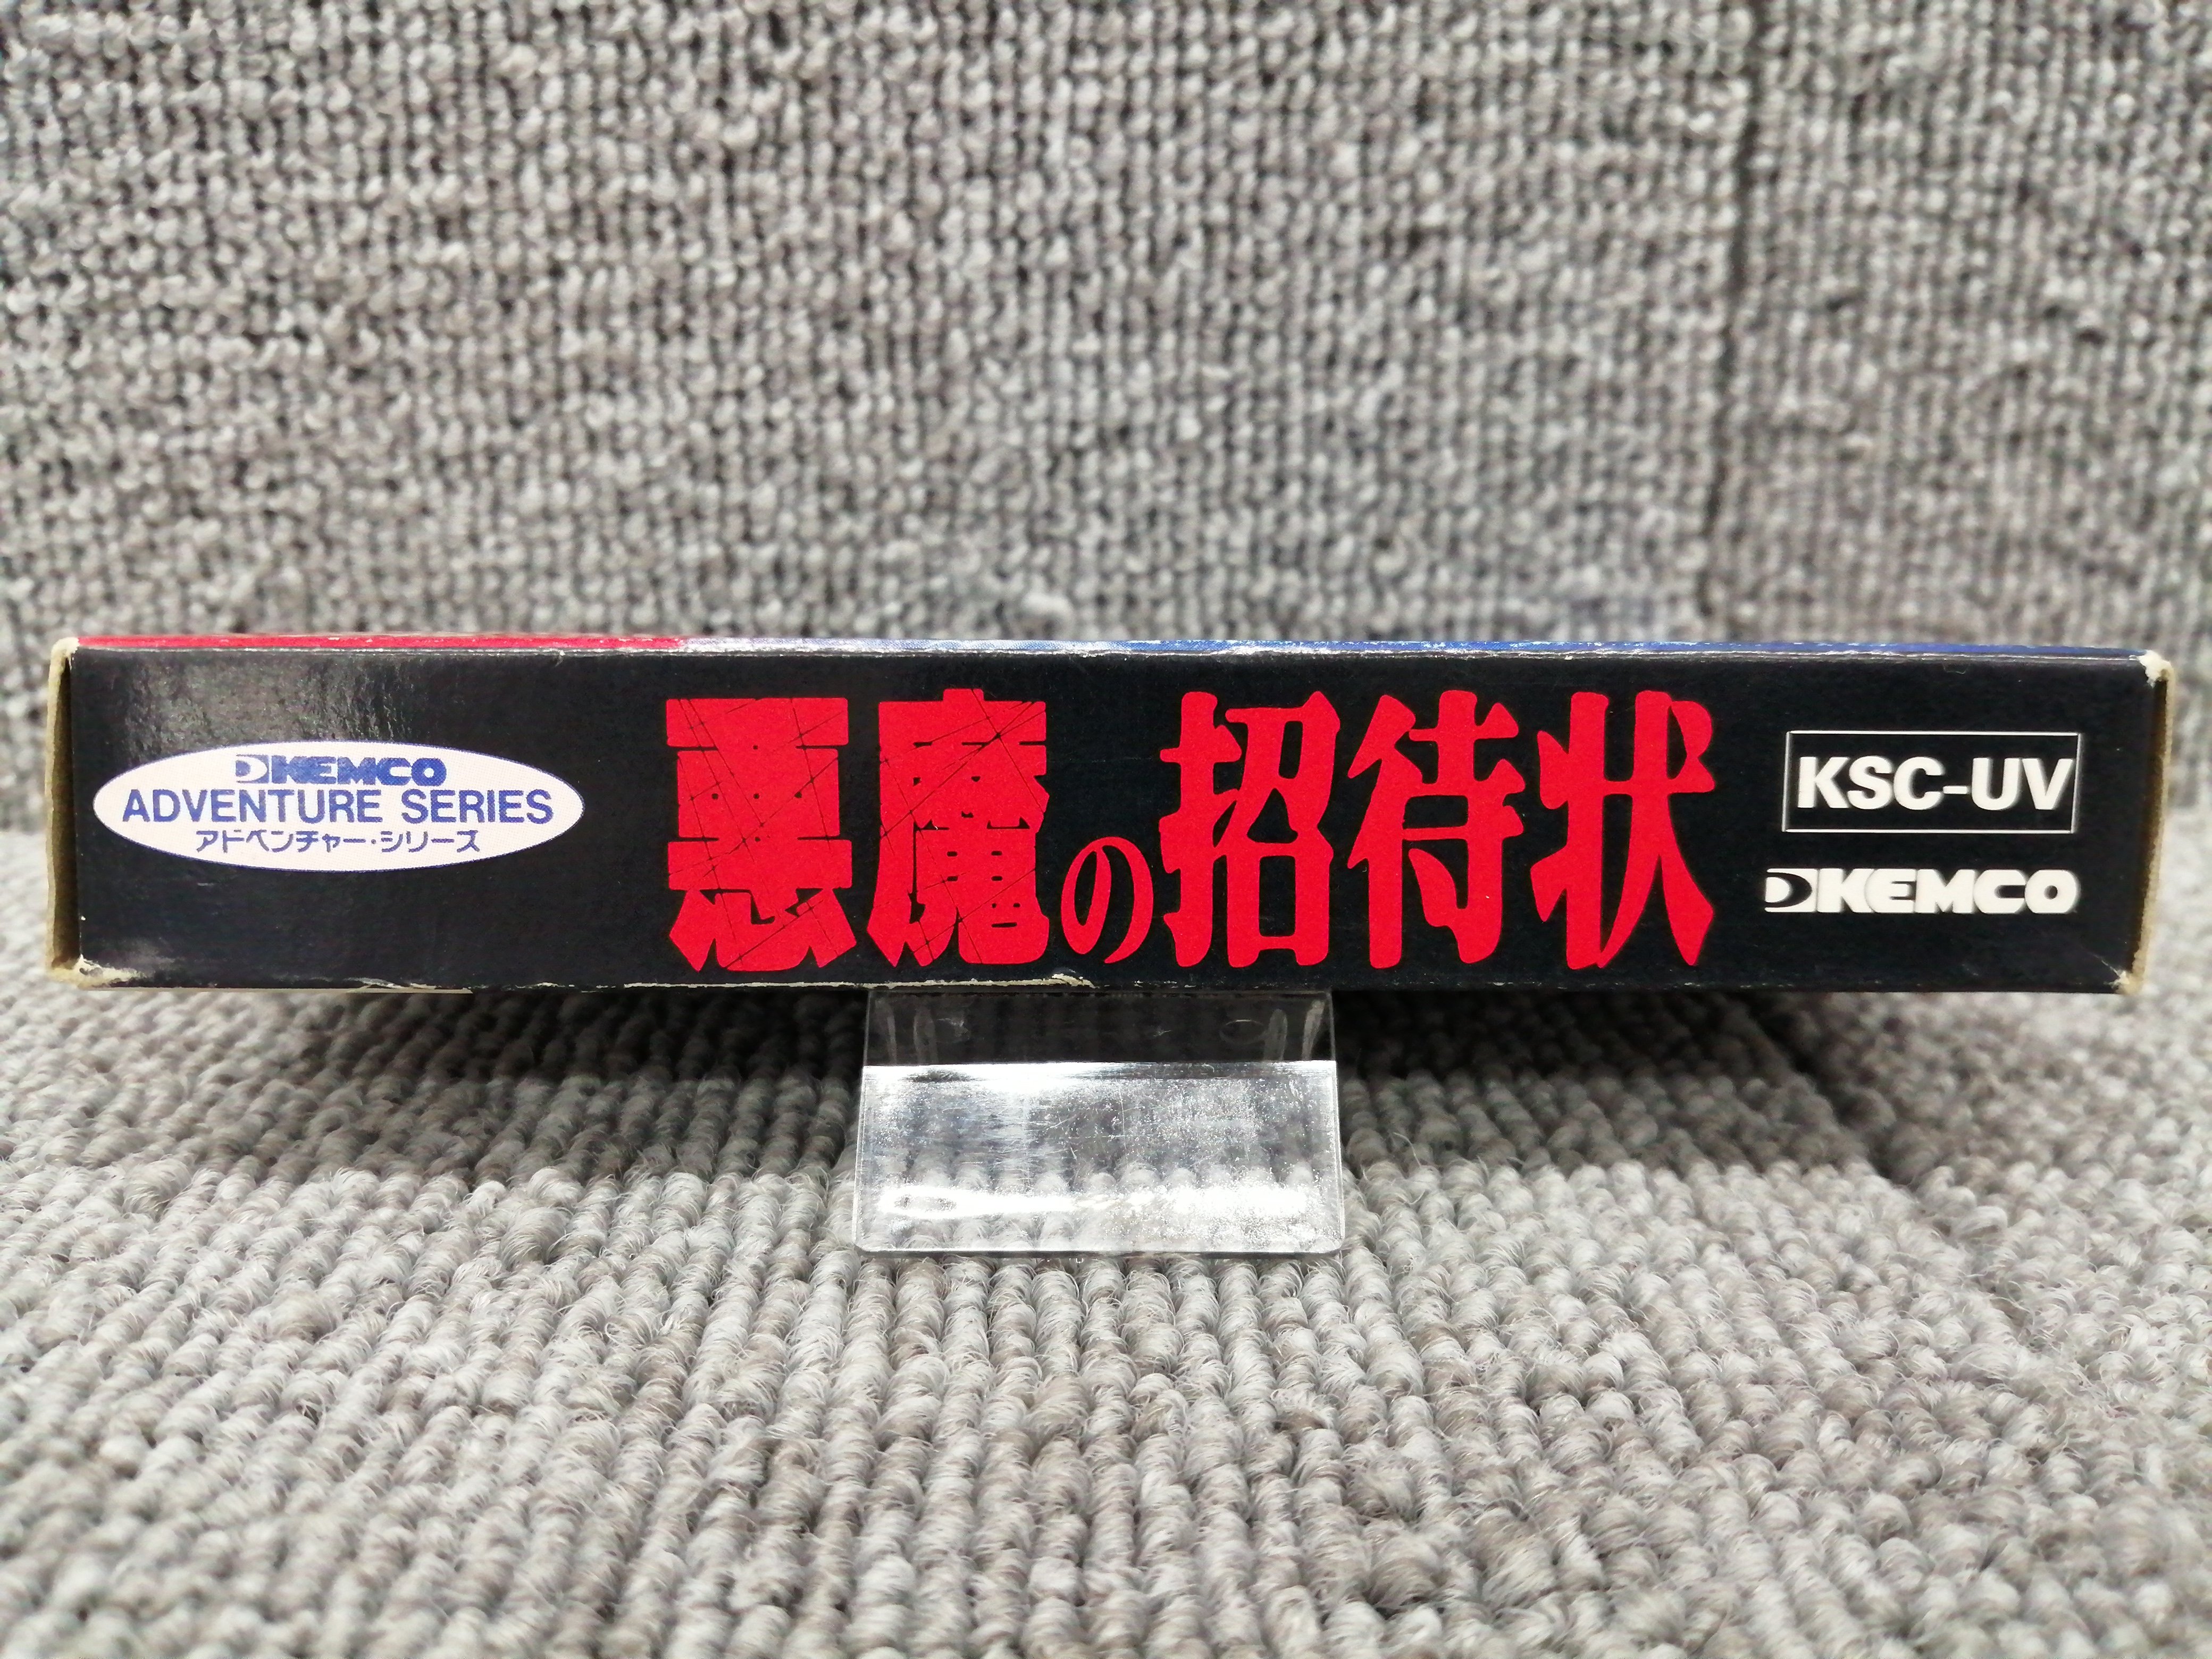 KEMCO
ADVENTURE SERIES
アドベンチャー・シリーズ
悪魔の招待状
KSC-UV
KEMCO